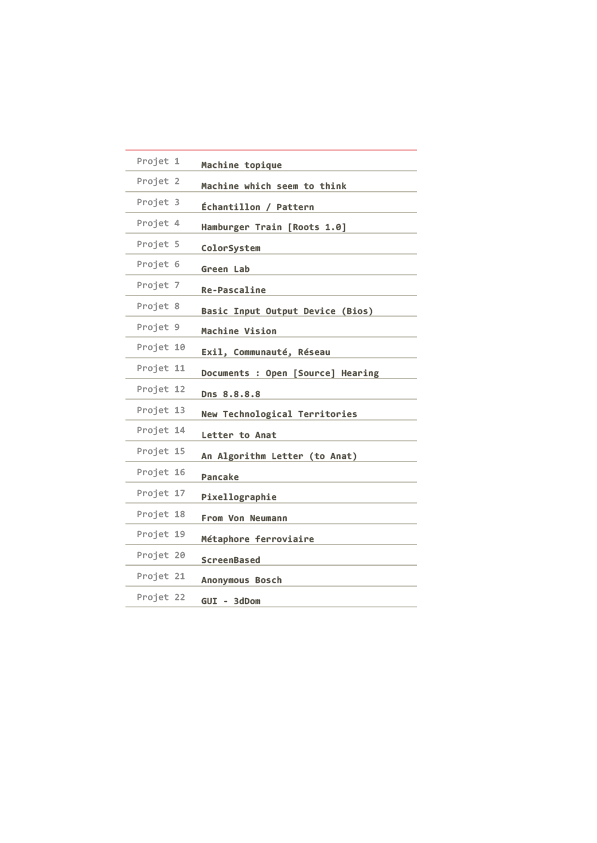 Projet 1 Machine topique
Projet 2 Machine which seem to think
Projet 3 Échantillon / Pattern
Projet 4 Hamburger Train [Roots 1.0]
Projet 5 ColorSystem
Projet 6 Green Lab
Projet 7 Re-Pascaline
Projet 8 Basic Input Output Device (Bios)
Projet 9 Machine Vision
Projet 10 Exil, Communauté, Réseau
Projet 11 Documents : Open [Source] Hearing
Projet 12 Dns 8.8.8.8
Projet 13 New Technological Territories
Projet 14 Letter to Anat
Projet 15 An Algorithm Letter (to Anat)
Projet 16 Pancake
Projet 17 Pixellographie
Projet 18 From Von Neumann
Projet 19 Métaphore ferroviaire
Projet 20 ScreenBased
Projet 21 Anonymous Bosch
Projet 22 GUI - 3dDom